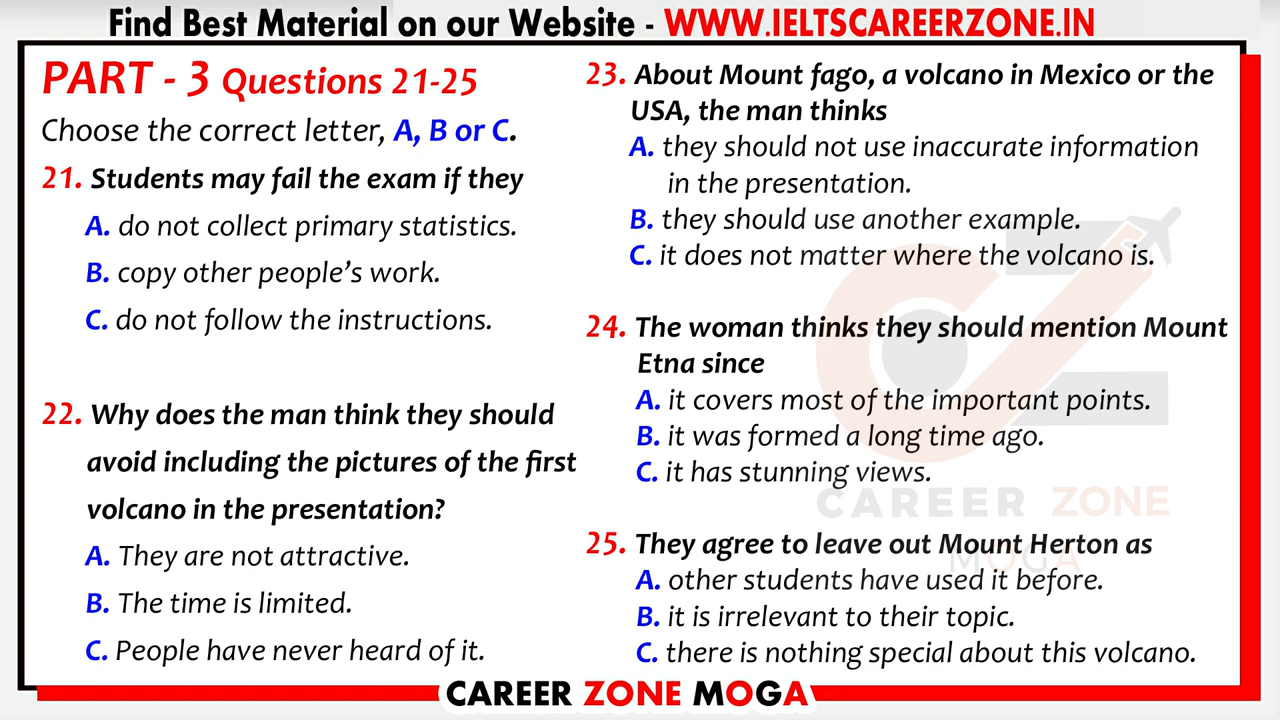 Find Best Material on our Website - WWW.IELTSCAREERZONE.IN
PART - 3 Questions 21-25
Choose the correct letter, A, B or C.
21. Students may fail the exam if they
A. do not collect primary statistics.
B. copy other people's work.
C. do not follow the instructions.
22. Why does the man think they should
avoid including the pictures of the first
volcano in the presentation?
A. They are not attractive.
B. The time is limited.
C. People have never heard of it.
23. About Mount fago, a volcano in Mexico or the
USA, the man thinks
A. they should not use inaccurate information
in the presentation.
B. they should use another example.
C. it does not matter where the volcano is.
24. The woman thinks they should mention Mount
Etna since
A. it covers most of the important points.
B. it was formed a long time ago.
C. it has stunning views.
CAREER ZONE
MOGA
25. They agree to leave out Mount Herton as
A. other students have used it before.
B. it is irrelevant to their topic.
C. there is nothing special about this volcano.
CAREER ZONE MOGA